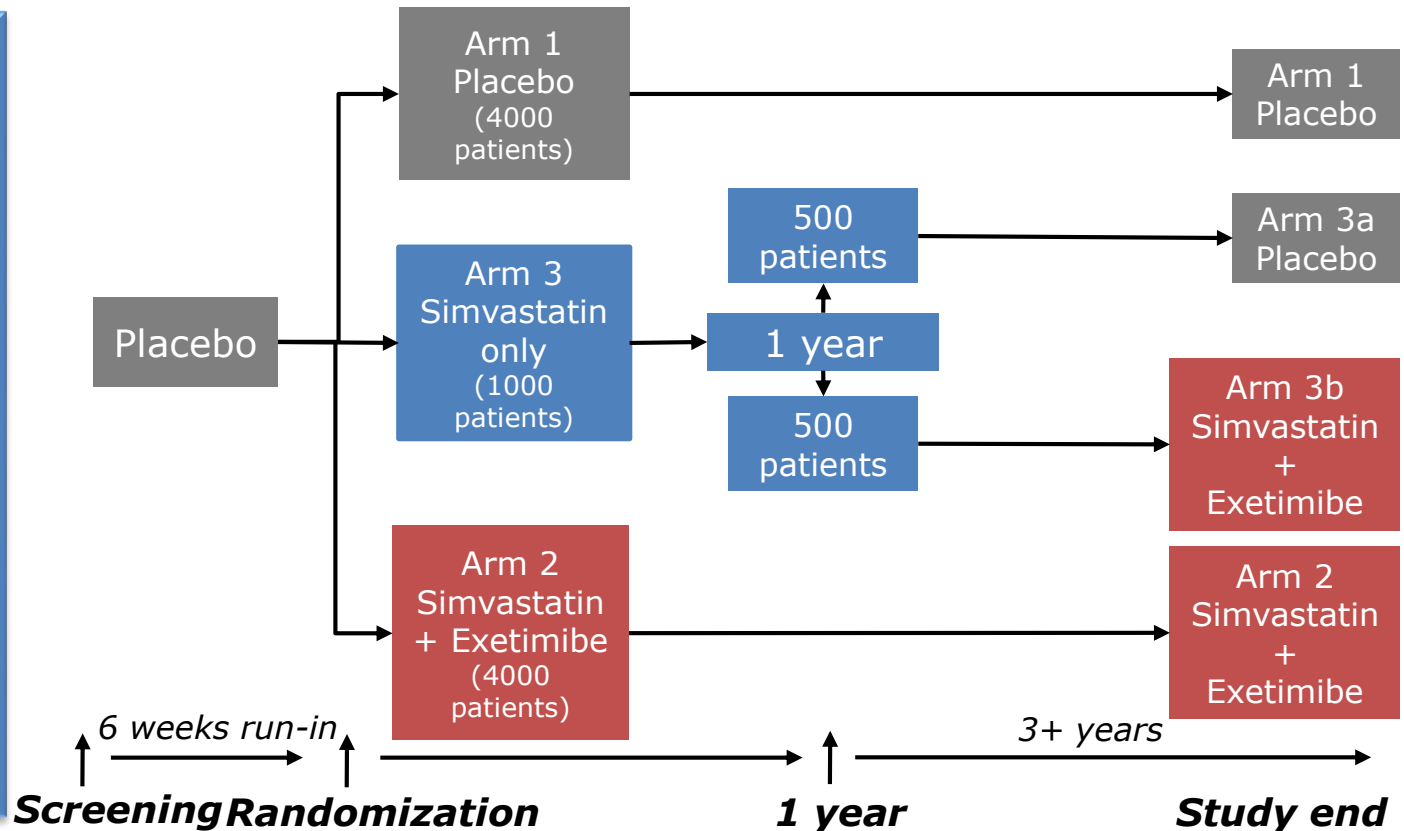 Placebo
Arm 1
Placebo
(4000
patients)
Arm 3
Simvastatin
only
(1000
patients)
Arm 2
Simvastatin
+ Exetimibe
(4000
patients)
500
patients
1 year
500
patients
Arm 1
Placebo
Arm 3a
Placebo
Arm 3b
Simvastatin
+
Exetimibe
Arm 2
Simvastatin
+
Exetimibe
6 weeks run-in
3+ years
Screening
Randomization
1 year
Study end